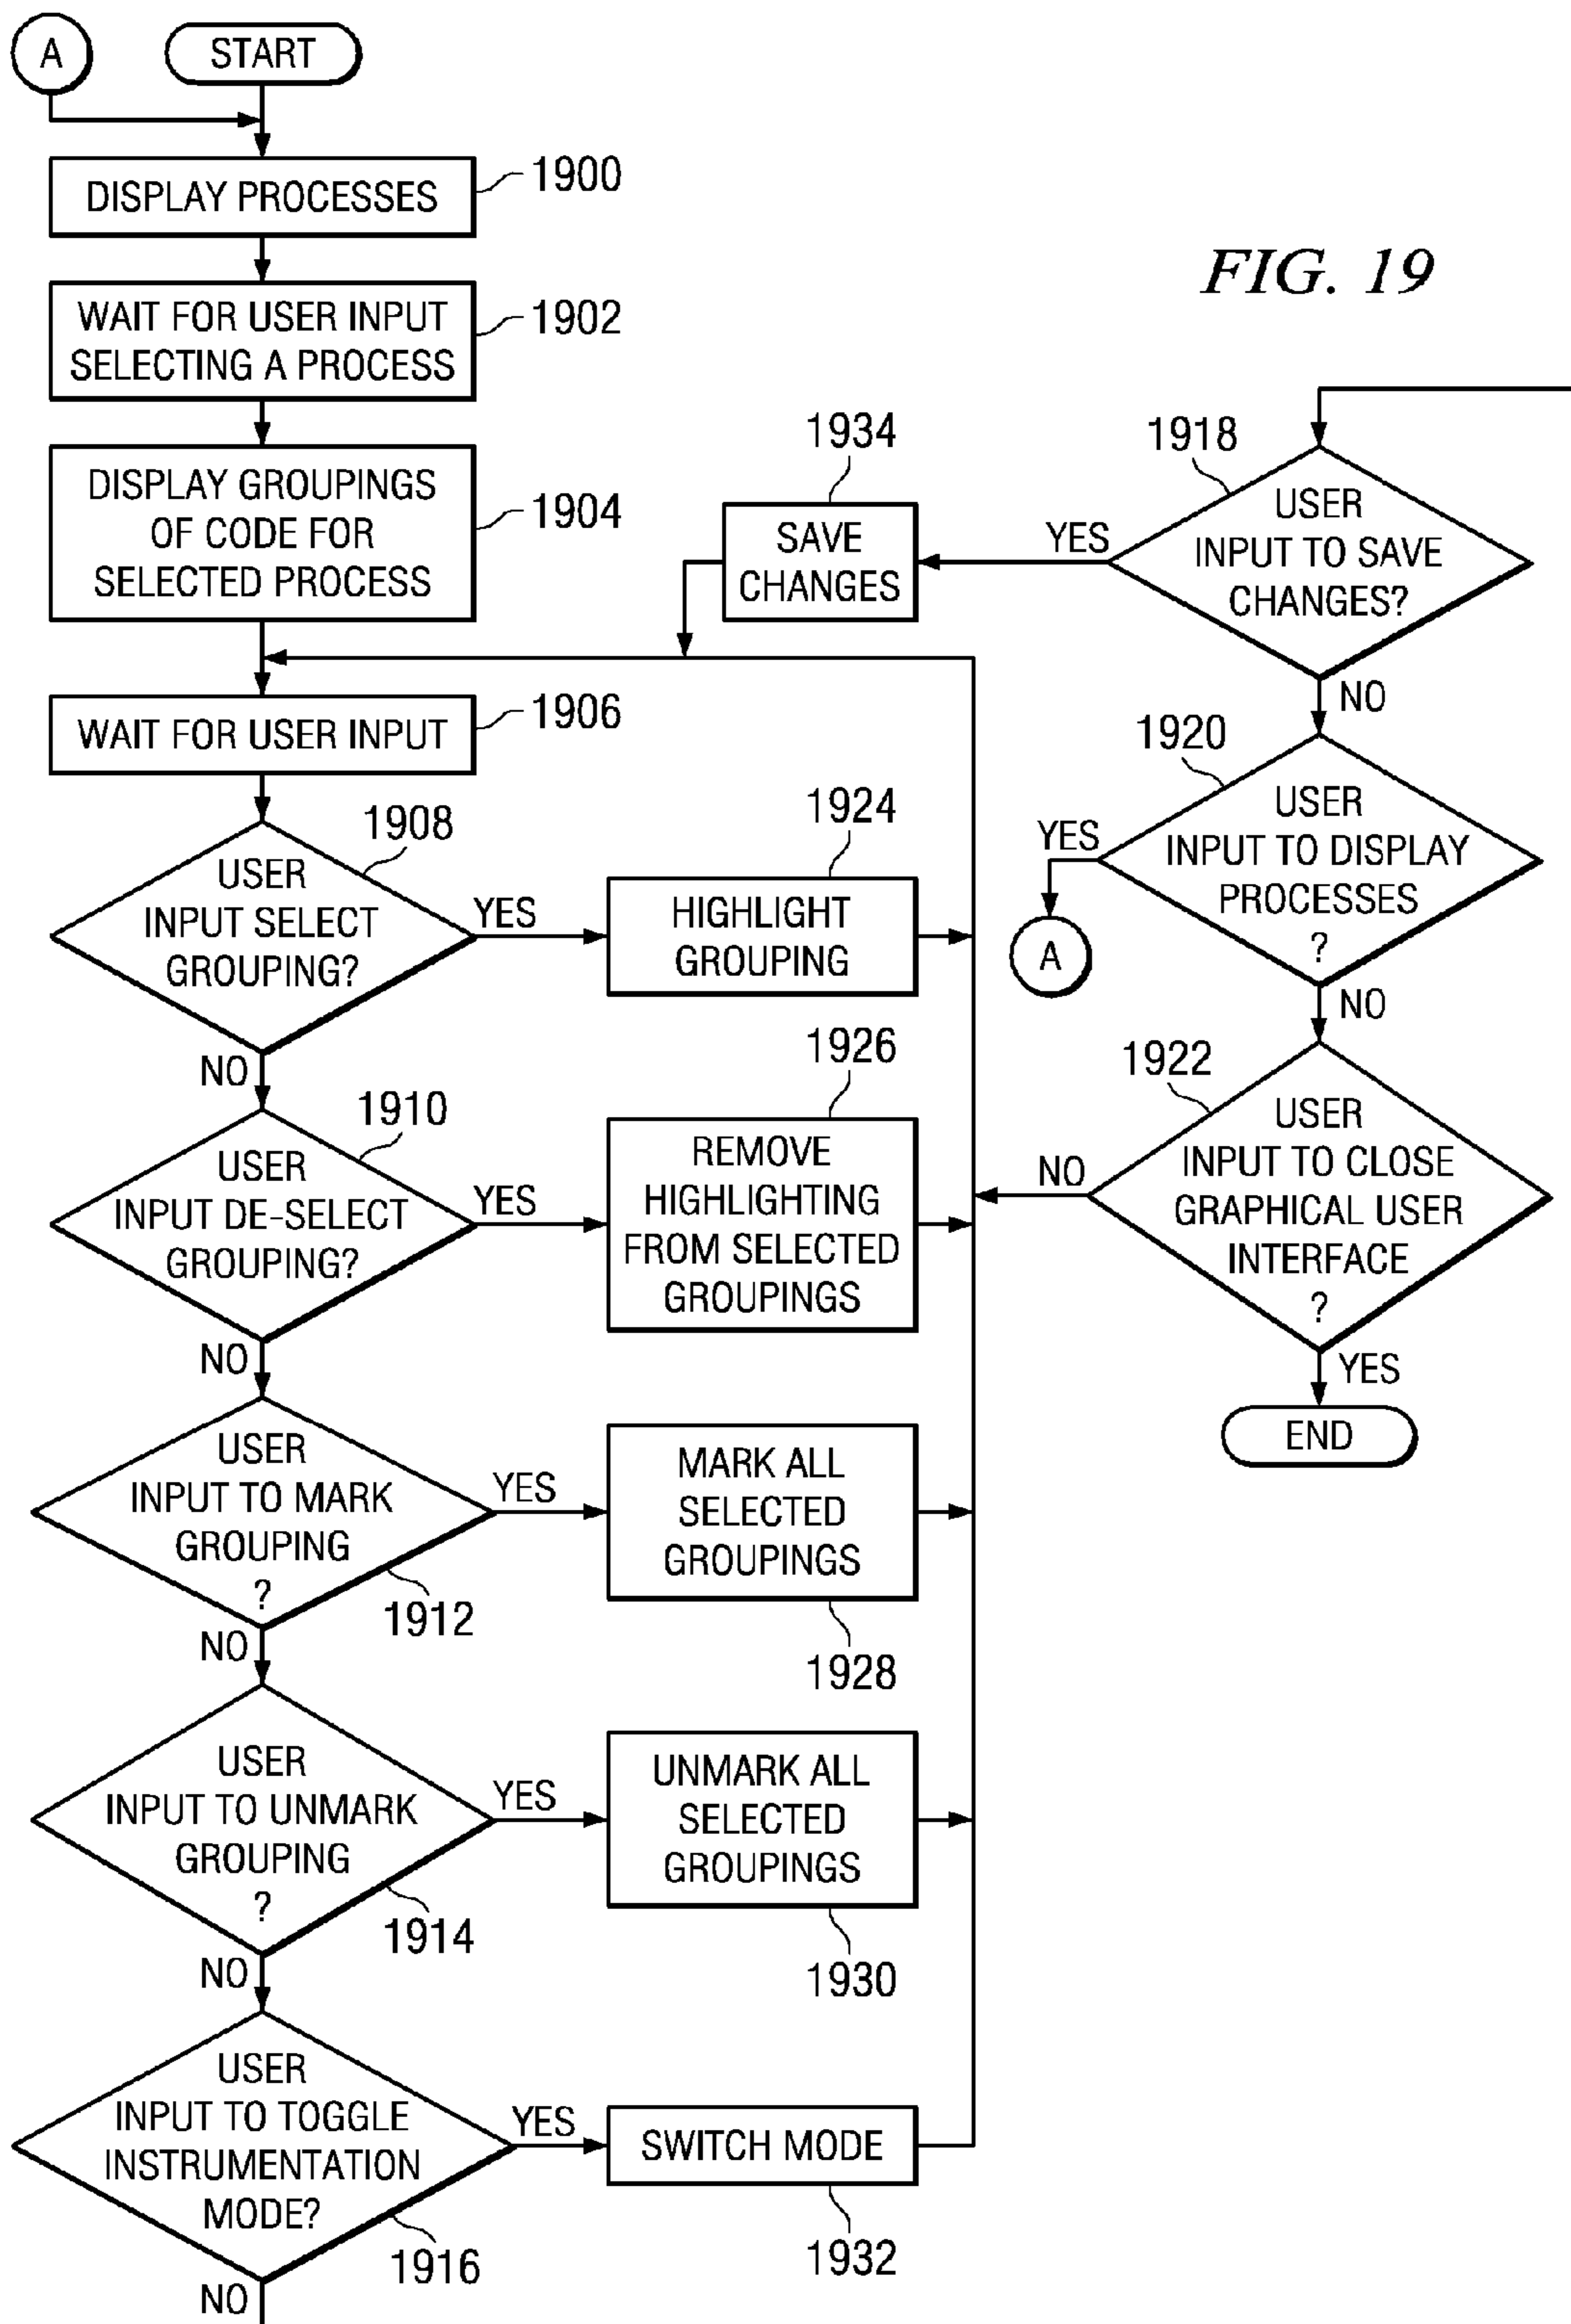 A
START
DISPLAY PROCESSES
1900
WAIT FOR USER INPUT
SELECTING A PROCESS
1902
DISPLAY GROUPINGS
OF CODE FOR
SELECTED PROCESS
1904
WAIT FOR USER INPUT
1906
USER
INPUT SELECT
GROUPING?
1908
YES
NO
HIGHLIGHT
GROUPING
1924
USER
INPUT DE-SELECT
GROUPING?
1910
YES
NO
REMOVE
HIGHLIGHTING
FROM SELECTED
GROUPINGS
1926
USER
INPUT TO MARK
GROUPING
?
1912
YES
NO
MARK ALL
SELECTED
GROUPINGS
1928
USER
INPUT TO UNMARK
GROUPING
?
1914
YES
NO
UNMARK ALL
SELECTED
GROUPINGS
1930
USER
INPUT TO TOGGLE
INSTRUMENTATION
MODE?
1916
YES
NO
SWITCH MODE
1932
FIG. 19
USER
INPUT TO SAVE
CHANGES?
1918
YES
NO
SAVE
CHANGES
1934
USER
INPUT TO DISPLAY
PROCESSES
?
1920
YES
A
NO
USER
INPUT TO CLOSE
GRAPHICAL USER
INTERFACE
?
1922
NO
YES
END